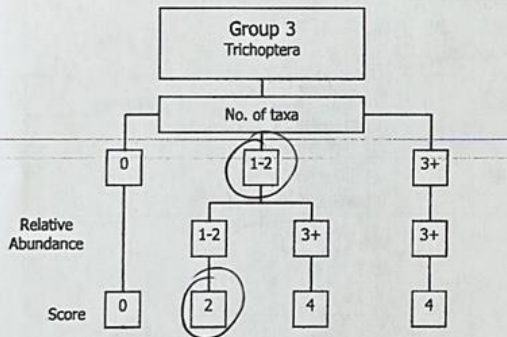 Group 3
Trichoptera
No. of taxa
0 1-2 3+
Relative
Abundance
1-2 3+ 3+
Score 0 2 4 4